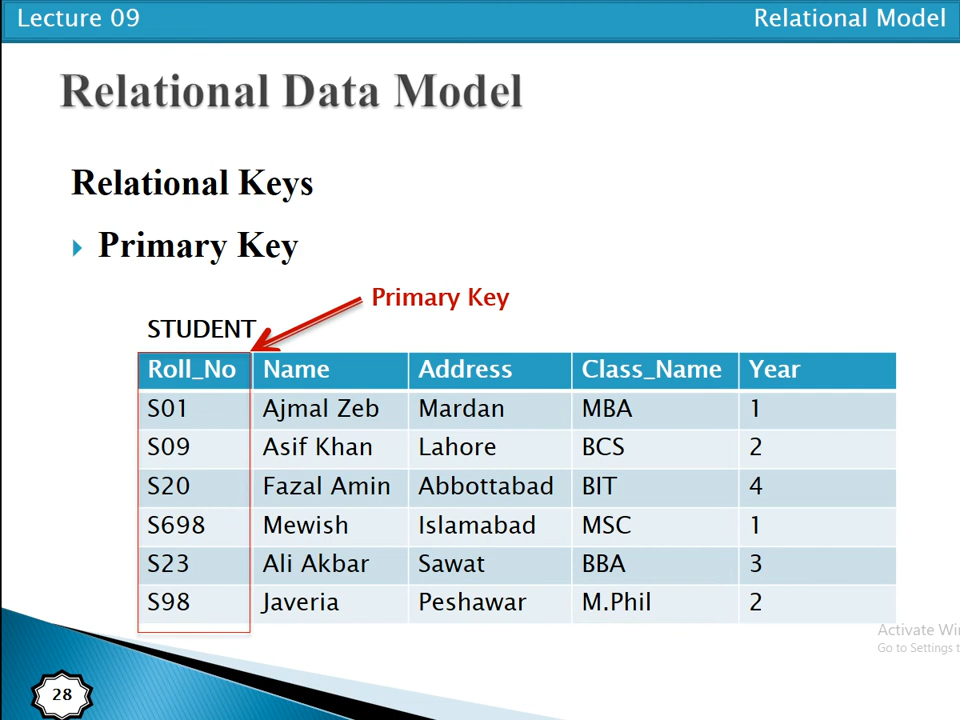 Lecture 09 Relational Model
Relational Data Model
Relational Keys
Primary Key
Primary Key
STUDENT
Roll_No Name Address Class_Name Year
S01 Ajmal Zeb Mardan MBA 1
S09 Asif Khan Lahore BCS 2
S20 Fazal Amin Abbottabad BIT 4
S698 Mewish Islamabad MSC 1
S23 Ali Akbar Sawat BBA 3
S98 Javeria Peshawar M.Phil 2
Activate Wi
Go to Settings t
28